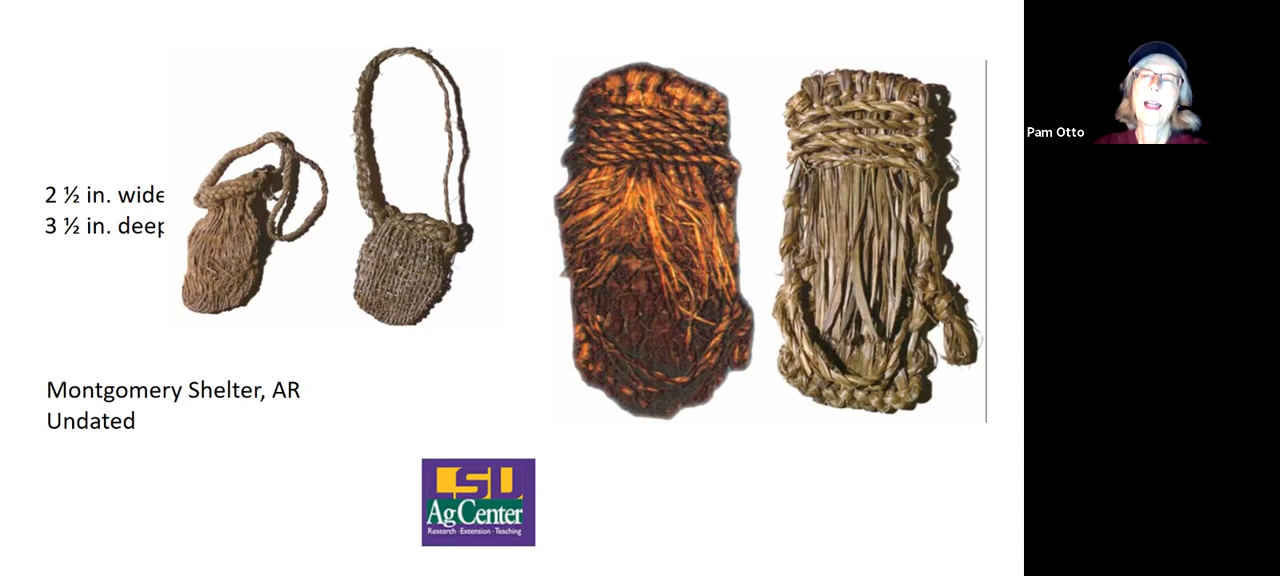 2 ½ in. wide
3 ½ in. deep
Pam Otto
Montgomery Shelter, AR
Undated
LSU
AgCenter
Research · Extension · Teaching